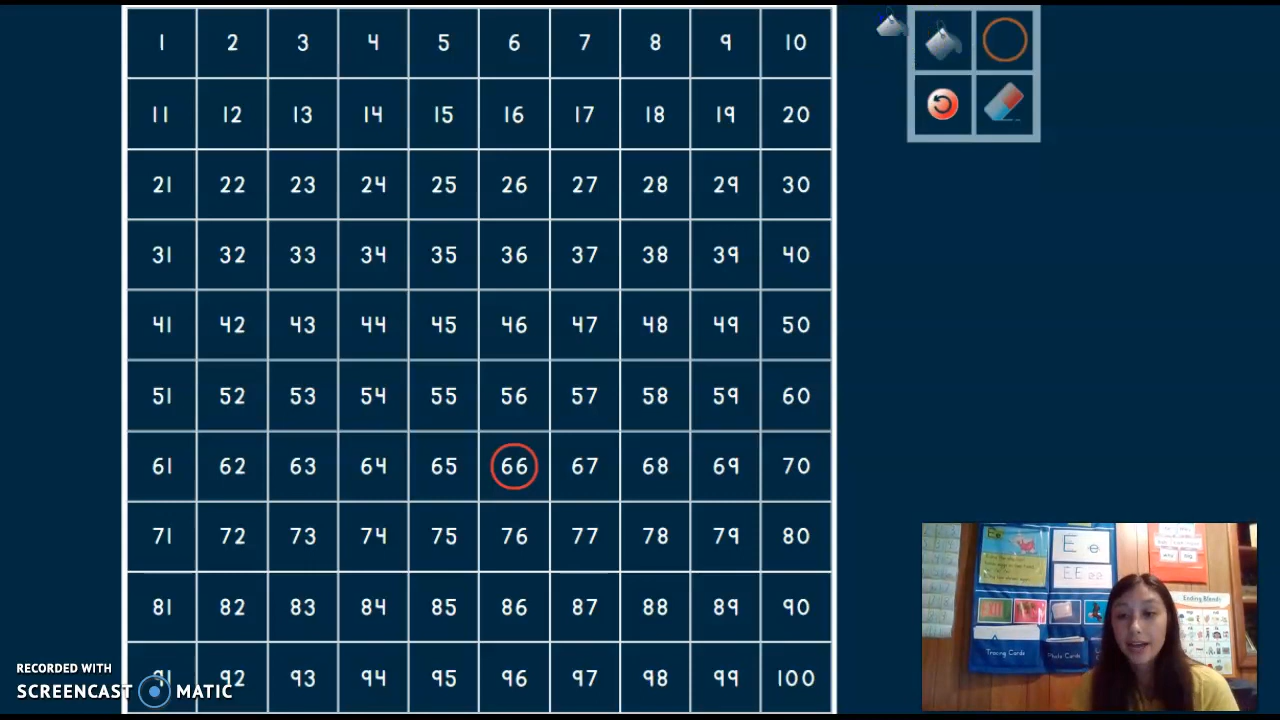 1 2 3 4 5 6 7 8 9 10
11 12 13 14 15 16 17 18 19 20
21 22 23 24 25 26 27 28 29 30
31 32 33 34 35 36 37 38 39 40
41 42 43 44 45 46 47 48 49 50
51 52 53 54 55 56 57 58 59 60
61 62 63 64 65 66 67 68 69 70
71 72 73 74 75 76 77 78 79 80
81 82 83 84 85 86 87 88 89 90
91 92 93 94 95 96 97 98 99 100
RECORDED WITH
SCREENCAST MATIC
E e
Ending Blends
Tracing Cards
Photo Cards